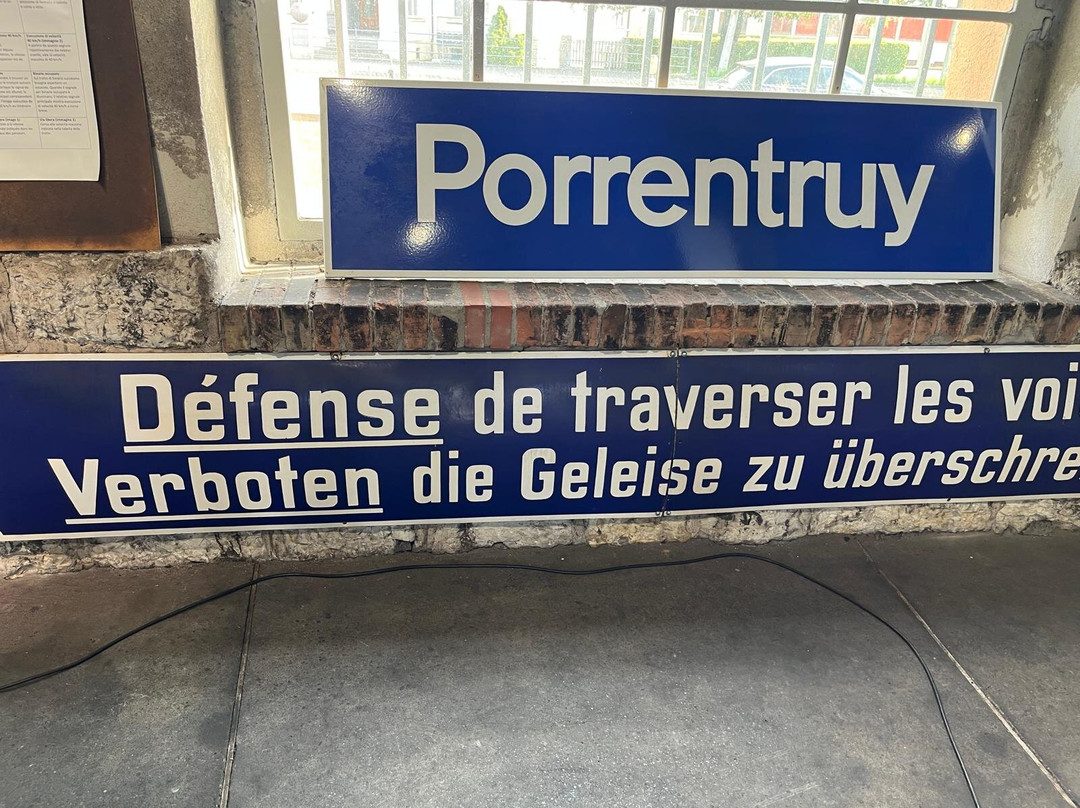 Porrentruy
Défense de traverser les voi
Verboten die Geleise zu überschre